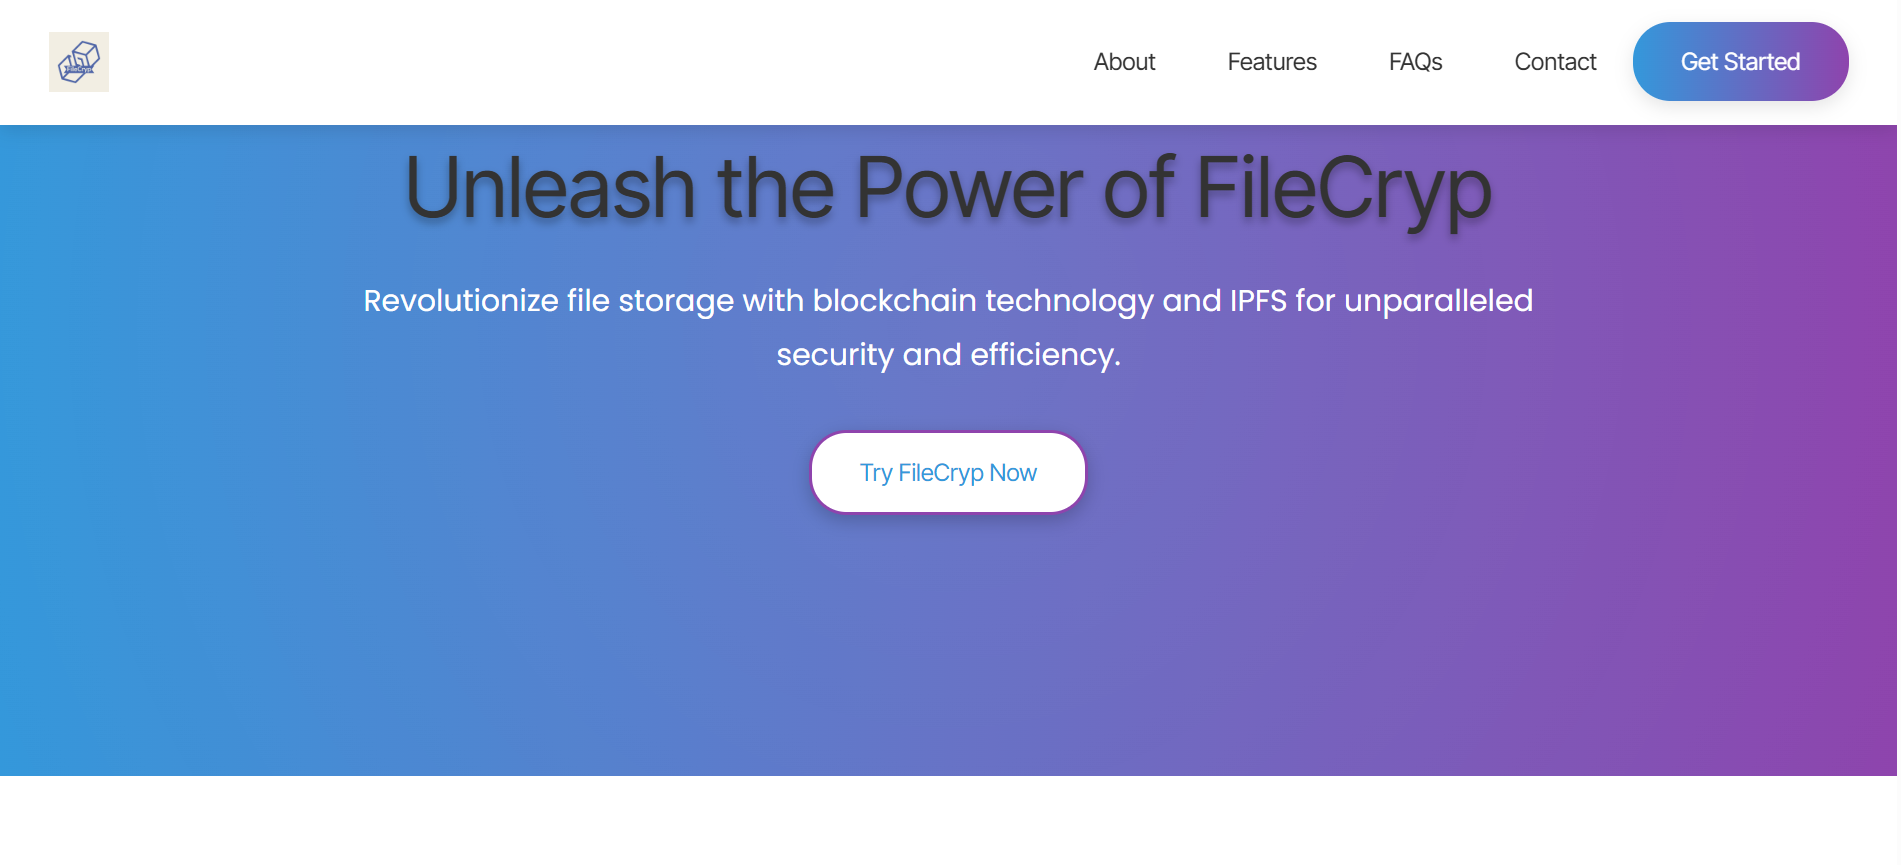 FileCryp
About
Features
FAQs
Contact
Get Started
Unleash the Power of FileCryp
Revolutionize file storage with blockchain technology and IPFS for unparalleled
security and efficiency.
Try FileCryp Now